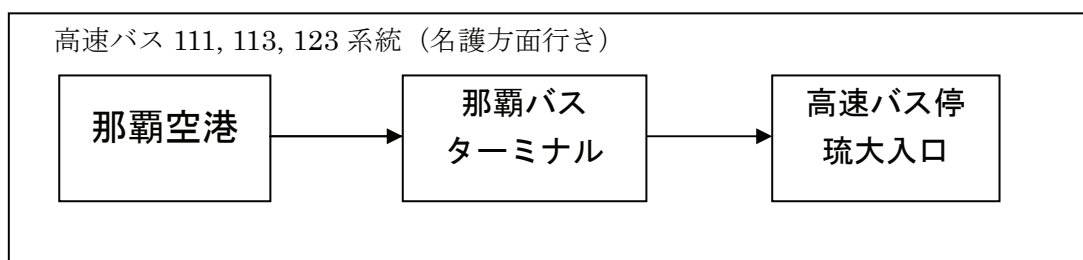 高速バス 111, 113, 123 系統（名護方面行き）
那覇空港
那覇バス
ターミナル
高速バス停
琉大入口